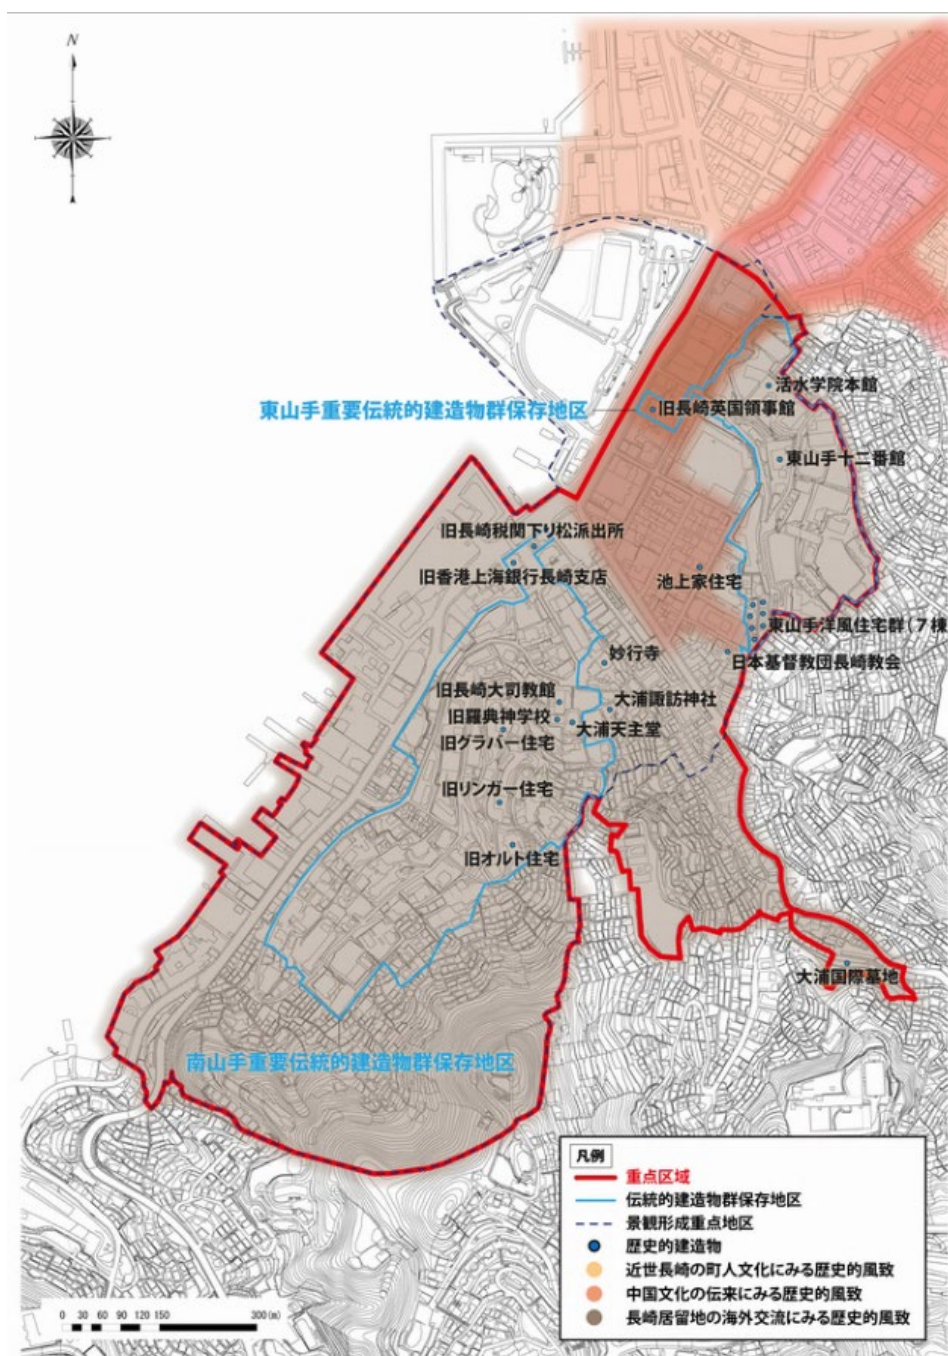 N
活水学院本館
東山手重要伝統的建造物群保存地区
旧長崎英国領事館
東山手十二番館
旧長崎税関下り松派出所
旧香港上海銀行長崎支店
池上家住宅
東山手洋風住宅群(7棟
妙行寺
日本基督教団長崎教会
旧長崎大司教館
大浦諏訪神社
旧羅典神学校
大浦天主堂
旧グラバー住宅
旧リンガー住宅
旧オルト住宅
大浦国際墓地
南山手重要伝統的建造物群保存地区
凡例
重点区域
伝統的建造物群保存地区
景観形成重点地区
歴史的建造物
近世長崎の町人文化にみる歴史的風致
中国文化の伝来にみる歴史的風致
長崎居留地の海外交流にみる歴史的風致
0 30 60 90 120 150 300(m)